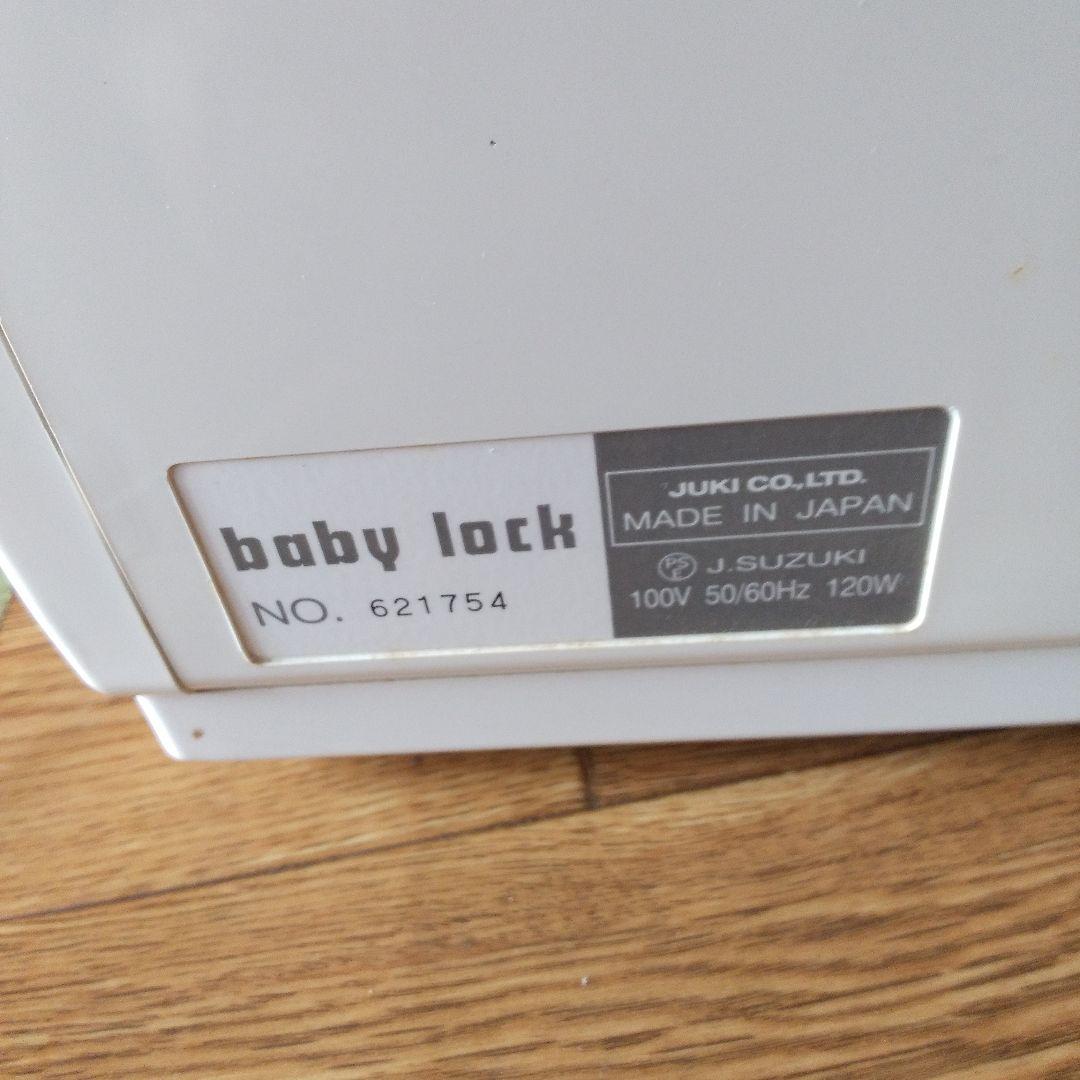 baby lock
NO. 621754
JUKI CO.,LTD.
MADE IN JAPAN
PS E J.SUZUKI
100V 50/60Hz 120W